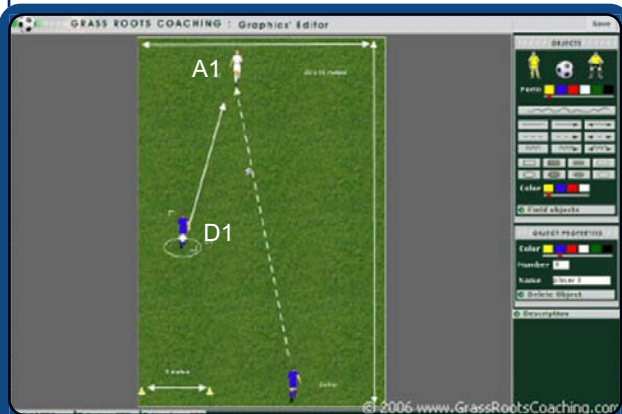 GRASS ROOTS COACHING : Graphics' Editor
Save
A1
D1
OBJECTS
Form
Color
Field objects
OBJECT PROPERTIES
Color
Number
Name
Delete Object
Description
© 2006 www.GrassRootsCoaching.com